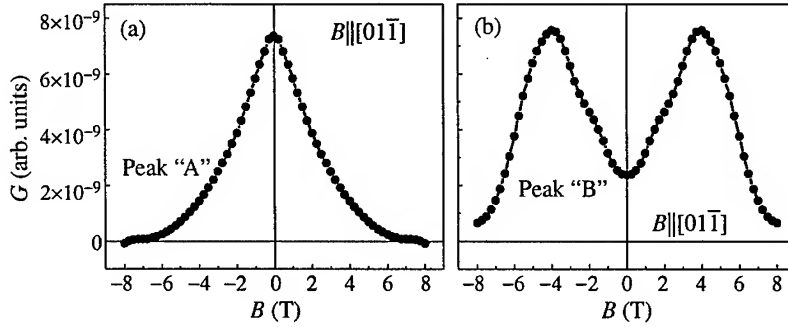 (a)
B||[011̅]
Peak "A"
G (arb. units)
8×10⁻⁹
6×10⁻⁹
4×10⁻⁹
2×10⁻⁹
0
−8 −6 −4 −2 0 2 4 6 8
B (T)
(b)
Peak "B"
B||[011̅]
−8 −6 −4 −2 0 2 4 6 8
B (T)